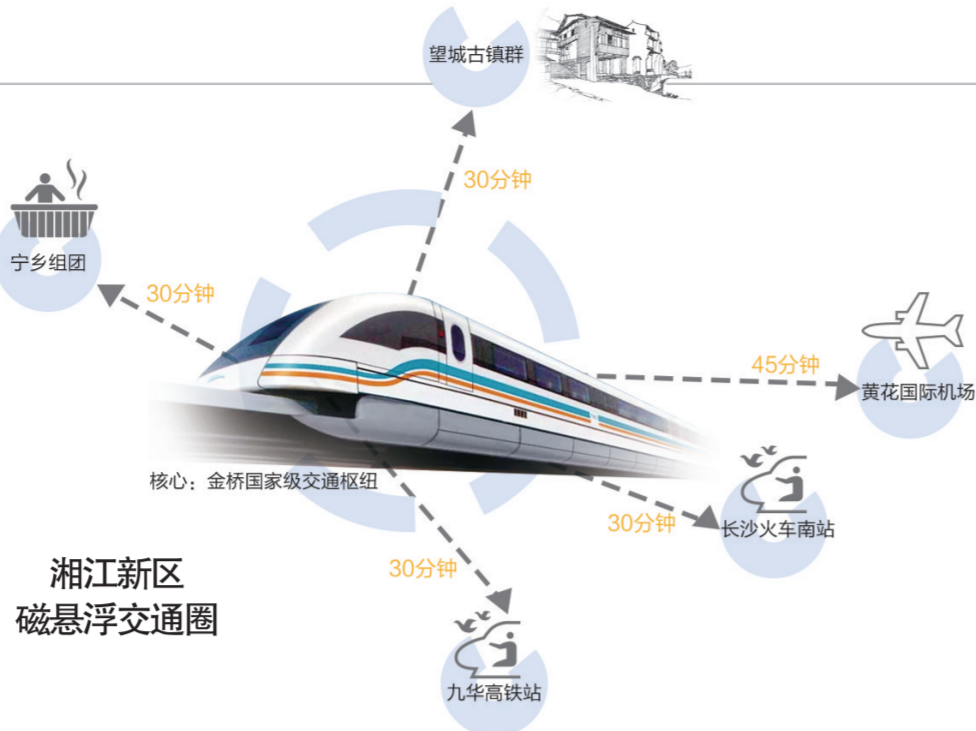 望城古镇群
30分钟
宁乡组团
30分钟
45分钟
黄花国际机场
核心：金桥国家级交通枢纽
30分钟
长沙火车南站
30分钟
湘江新区
磁悬浮交通圈
九华高铁站